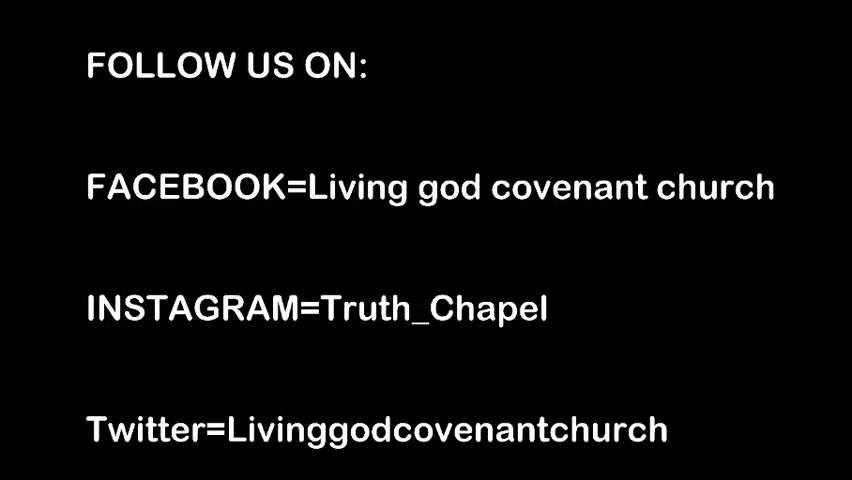 FOLLOW US ON:
FACEBOOK=Living god covenant church
INSTAGRAM=Truth_Chapel
Twitter=Livinggodcovenantchurch